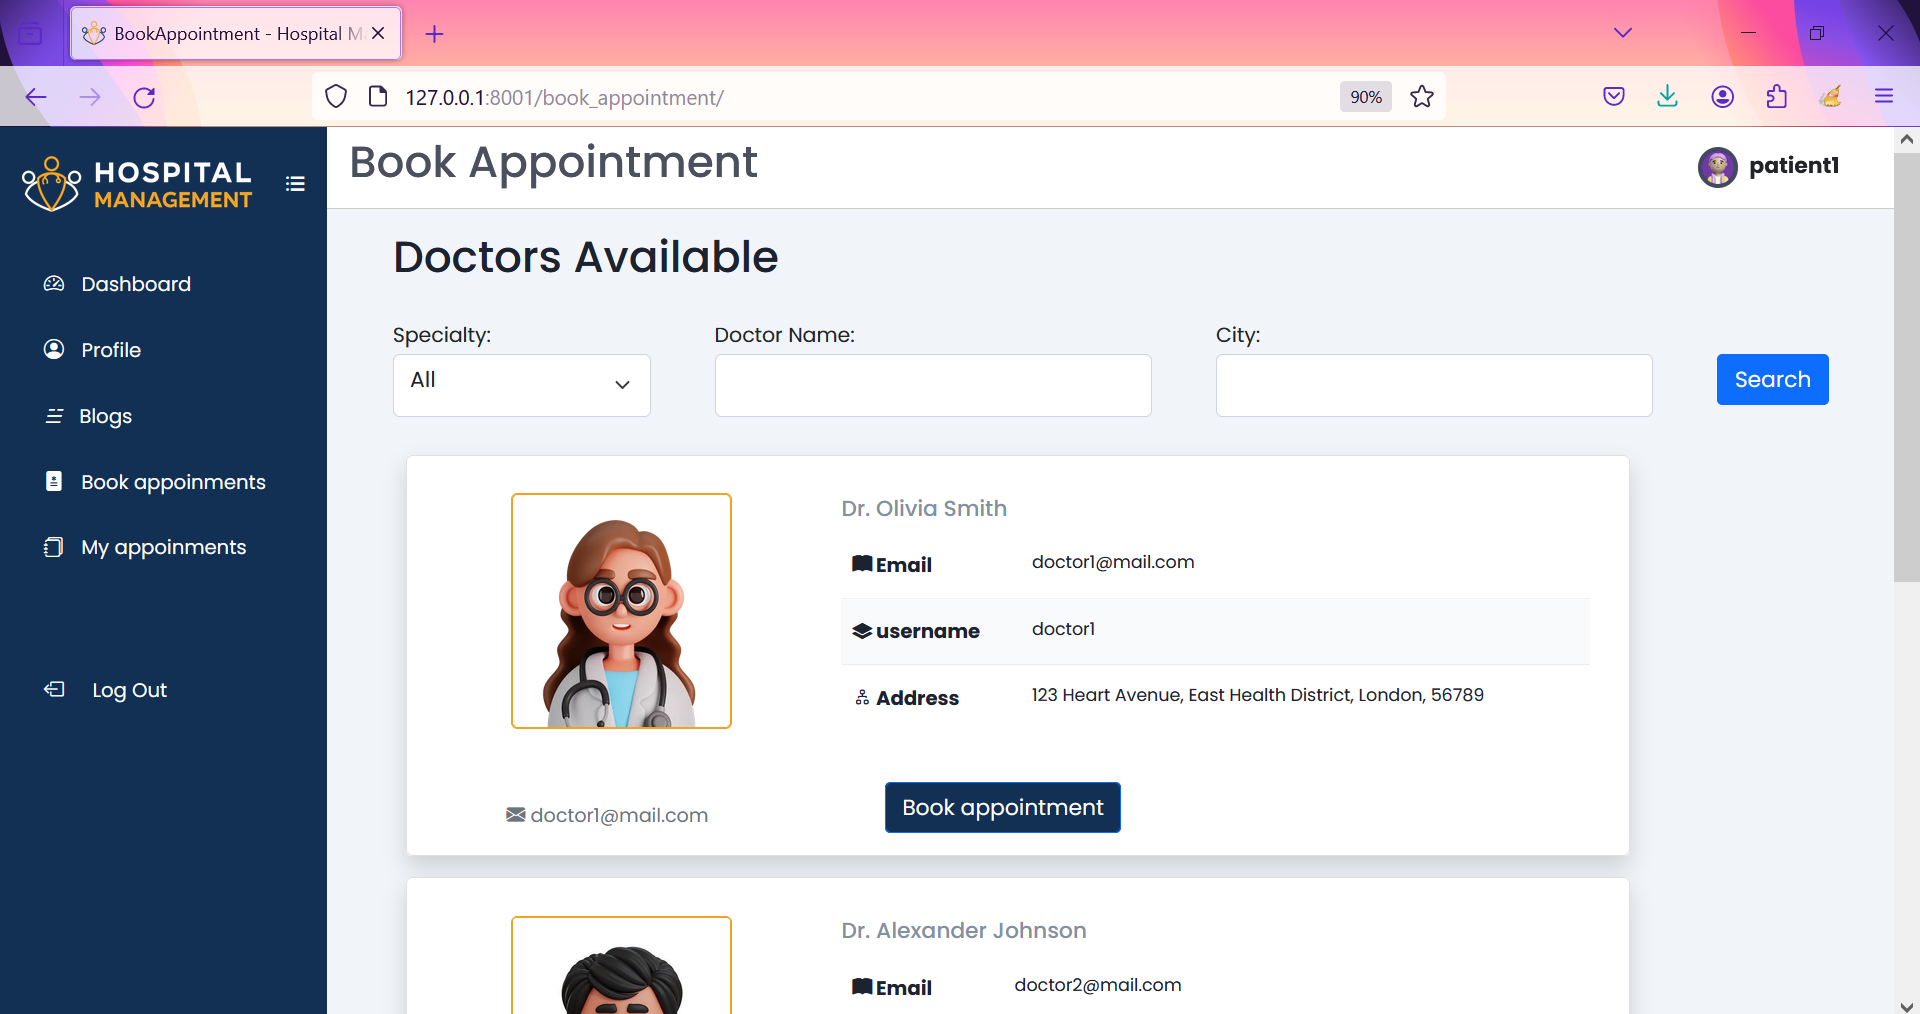 BookAppointment - Hospital M
127.0.0.1:8001/book_appointment/
90%
HOSPITAL
MANAGEMENT
Dashboard
Profile
Blogs
Book appoinments
My appoinments
Log Out
Book Appointment
patient1
Doctors Available
Specialty:
All
Doctor Name:
City:
Search
Dr. Olivia Smith
Email doctor1@mail.com
username doctor1
Address 123 Heart Avenue, East Health District, London, 56789
doctor1@mail.com
Book appointment
Dr. Alexander Johnson
Email doctor2@mail.com